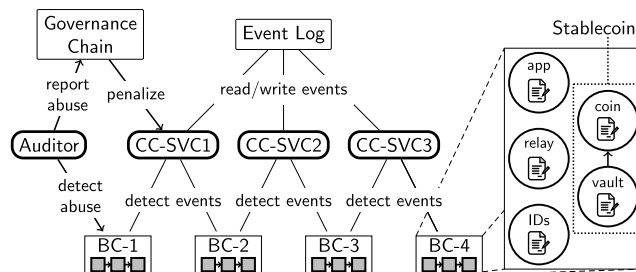 Governance
Chain
Event Log
Stablecoin
app
coin
report
abuse
penalize
read/write events
Auditor
CC-SVC1
CC-SVC2
CC-SVC3
relay
vault
detect
abuse
detect events
detect events
detect events
IDs
BC-1
BC-2
BC-3
BC-4